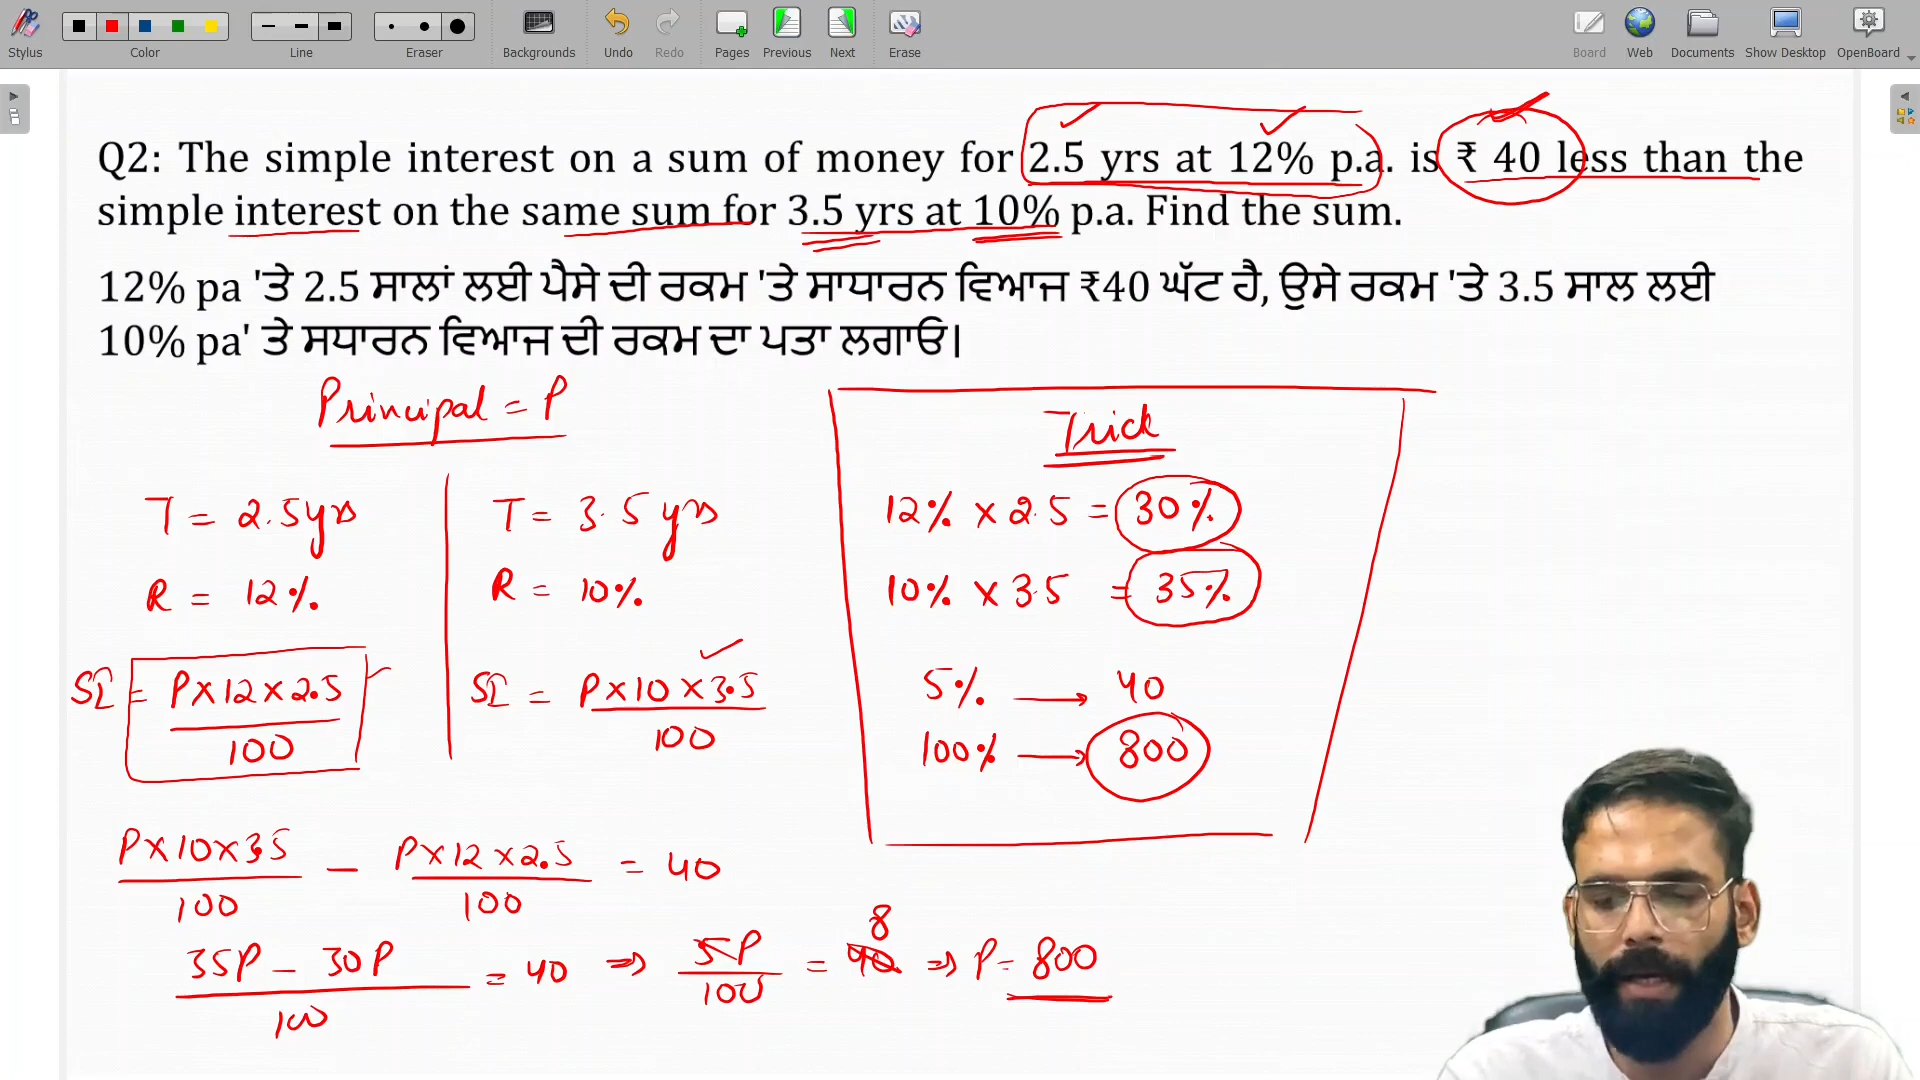 Stylus
Color
Line
Eraser
Backgrounds
Undo
Redo
Pages
Previous
Next
Erase
Board
Web
Documents
Show Desktop
OpenBoard
Q2: The simple interest on a sum of money for 2.5 yrs at 12% p.a. is ₹ 40 less than the
simple interest on the same sum for 3.5 yrs at 10% p.a. Find the sum.
12% pa 'ਤੇ 2.5 ਸਾਲਾਂ ਲਈ ਪੈਸੇ ਦੀ ਰਕਮ 'ਤੇ ਸਾਧਾਰਨ ਵਿਆਜ ₹40 ਘੱਟ ਹੈ, ਉਸੇ ਰਕਮ 'ਤੇ 3.5 ਸਾਲ ਲਈ
10% pa' ਤੇ ਸਧਾਰਨ ਵਿਆਜ ਦੀ ਰਕਮ ਦਾ ਪਤਾ ਲਗਾਓ।
Principal = P
T = 2.5 yrs
R = 12%
SI = P×12×2.5
100
T = 3.5 yrs
R = 10%
SI = P×10×3.5
100
Trick
12% × 2.5 = 30%
10% × 3.5 = 35%
5% → 40
100% → 800
P×10×3.5 − P×12×2.5 = 40
100 100
8
35P − 30P = 40 ⇒ 5P = 40 ⇒ P = 800
100 100